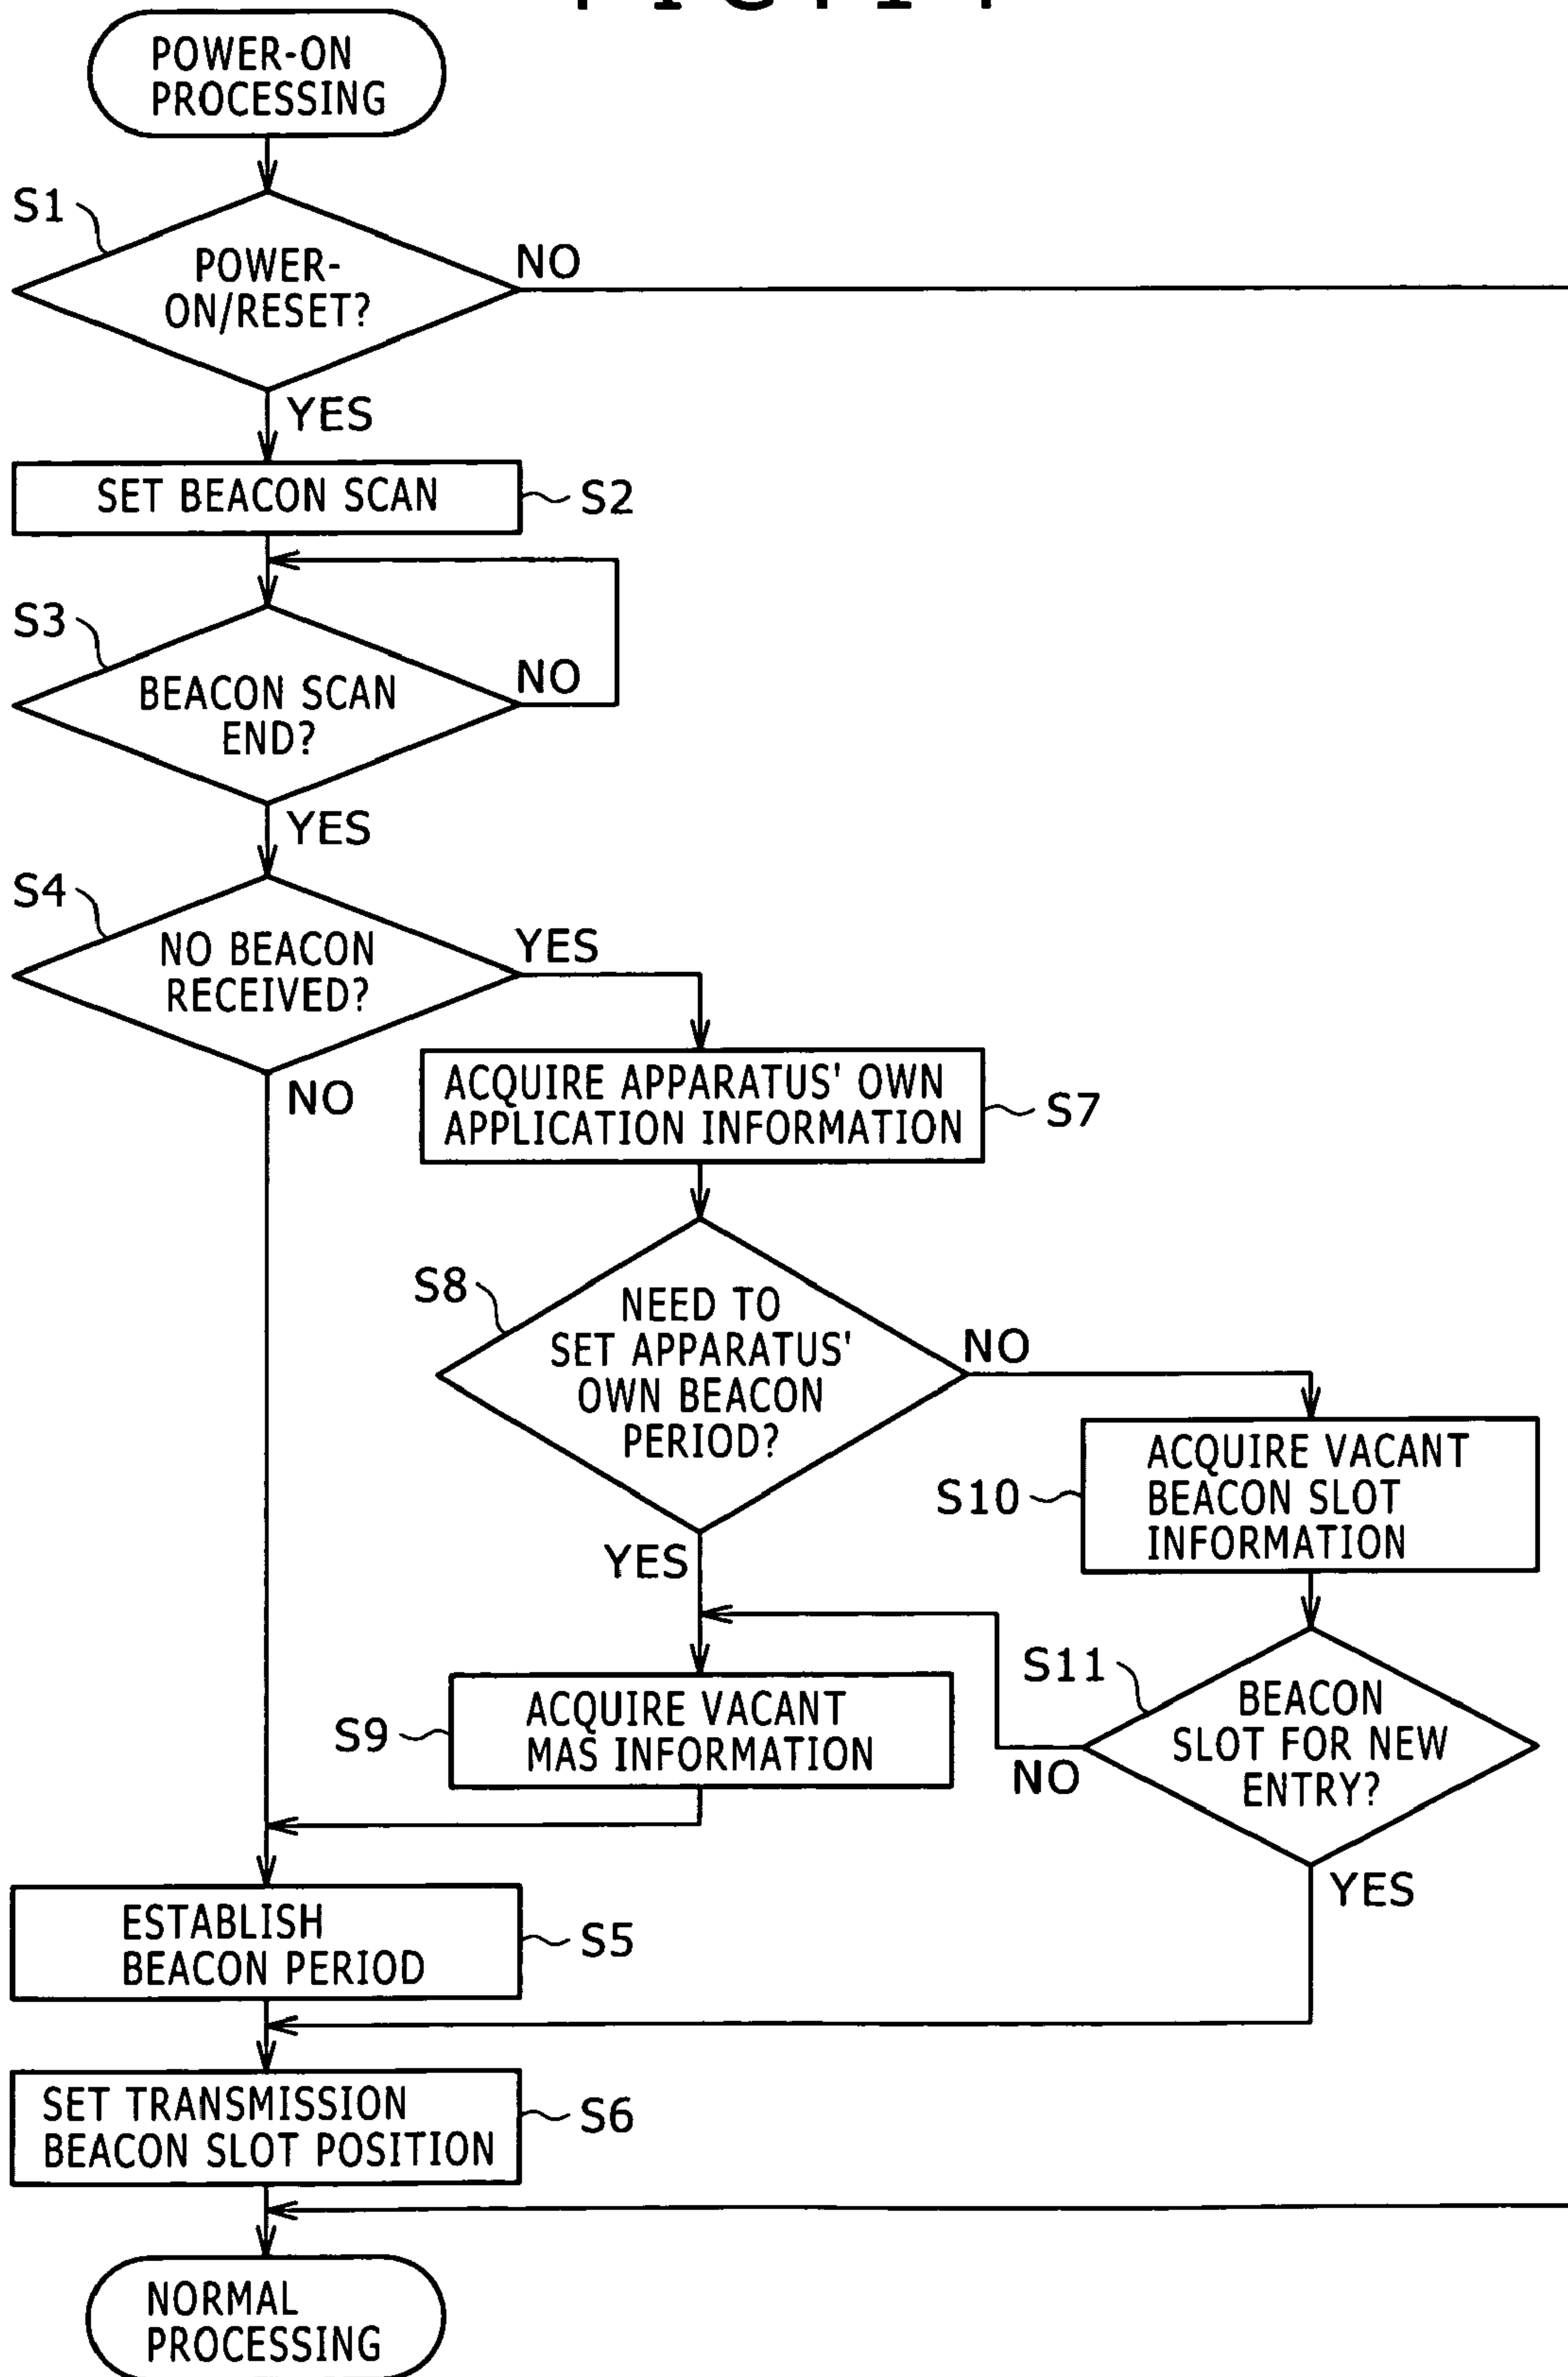 POWER-ON
PROCESSING
S1
POWER-
ON/RESET?
NO
YES
SET BEACON SCAN
S2
S3
BEACON SCAN
END?
NO
YES
S4
NO BEACON
RECEIVED?
YES
NO
ACQUIRE APPARATUS' OWN
APPLICATION INFORMATION
S7
S8
NEED TO
SET APPARATUS'
OWN BEACON
PERIOD?
NO
YES
ACQUIRE VACANT
BEACON SLOT
INFORMATION
S10
S11
BEACON
SLOT FOR NEW
ENTRY?
NO
YES
S9
ACQUIRE VACANT
MAS INFORMATION
ESTABLISH
BEACON PERIOD
S5
SET TRANSMISSION
BEACON SLOT POSITION
S6
NORMAL
PROCESSING